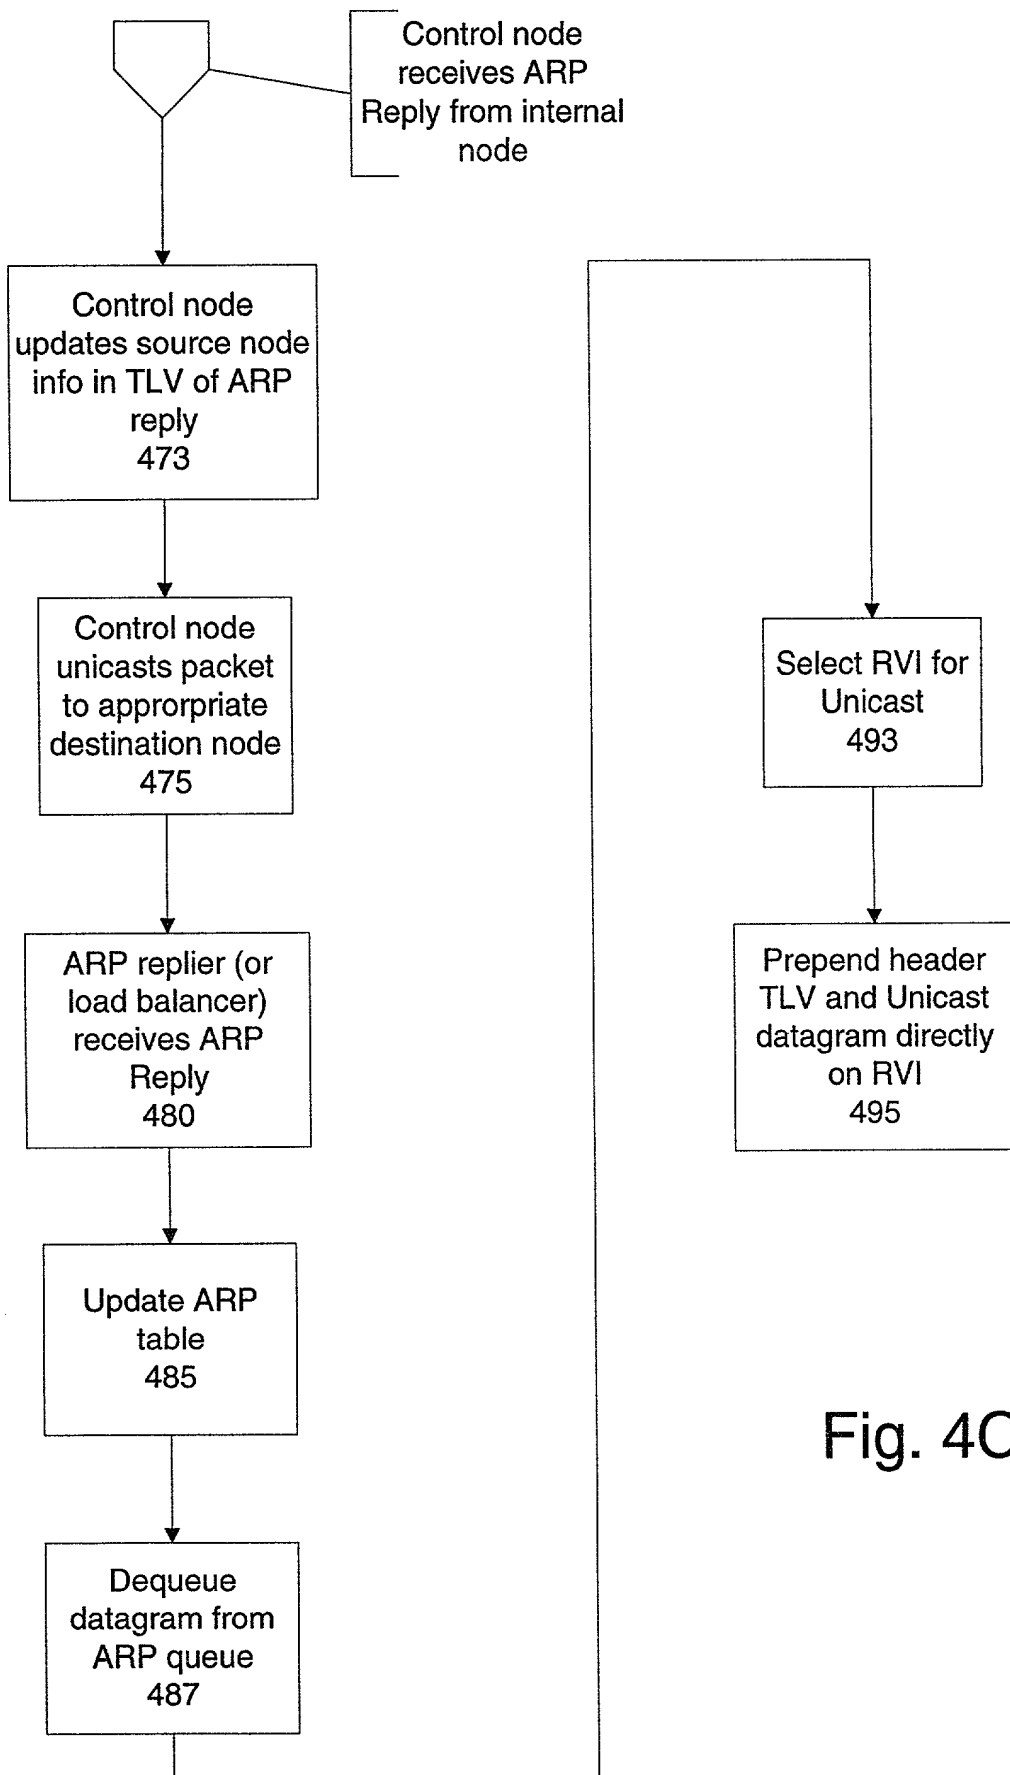 Control node
receives ARP
Reply from internal
node
Control node
updates source node
info in TLV of ARP
reply
473
Control node
unicasts packet
to approrpriate
destination node
475
ARP replier (or
load balancer)
receives ARP
Reply
480
Update ARP
table
485
Dequeue
datagram from
ARP queue
487
Select RVI for
Unicast
493
Prepend header
TLV and Unicast
datagram directly
on RVI
495
Fig. 4C